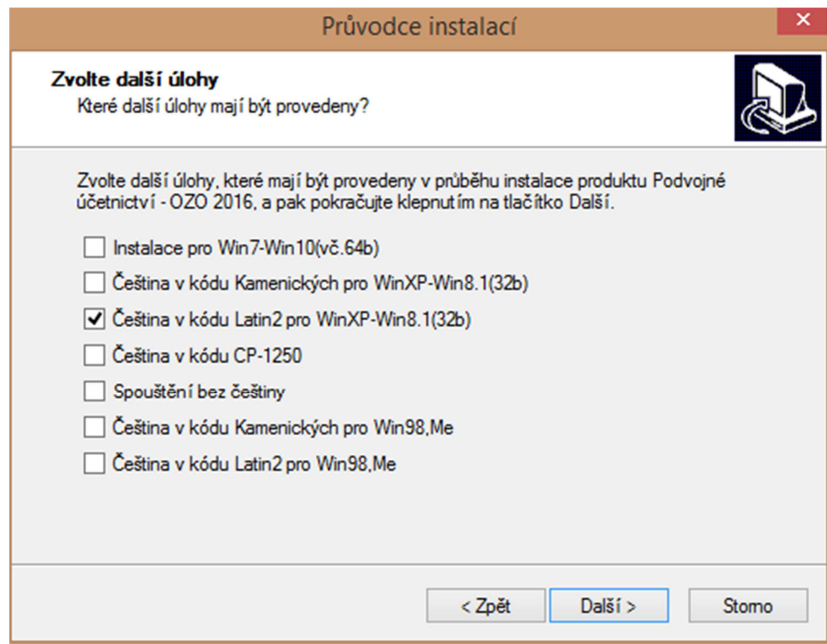 Průvodce instalací
Zvolte další úlohy
Které další úlohy mají být provedeny?
Zvolte další úlohy, které mají být provedeny v průběhu instalace produktu Podvojné
účetnictví - OZO 2016, a pak pokračujte klepnutím na tlačítko Další.
Instalace pro Win7-Win10(vč.64b)
Čeština v kódu Kamenických pro WinXP-Win8.1(32b)
Čeština v kódu Latin2 pro WinXP-Win8.1(32b)
Čeština v kódu CP-1250
Spouštění bez češtiny
Čeština v kódu Kamenických pro Win98,Me
Čeština v kódu Latin2 pro Win98,Me
< Zpět Další > Storno